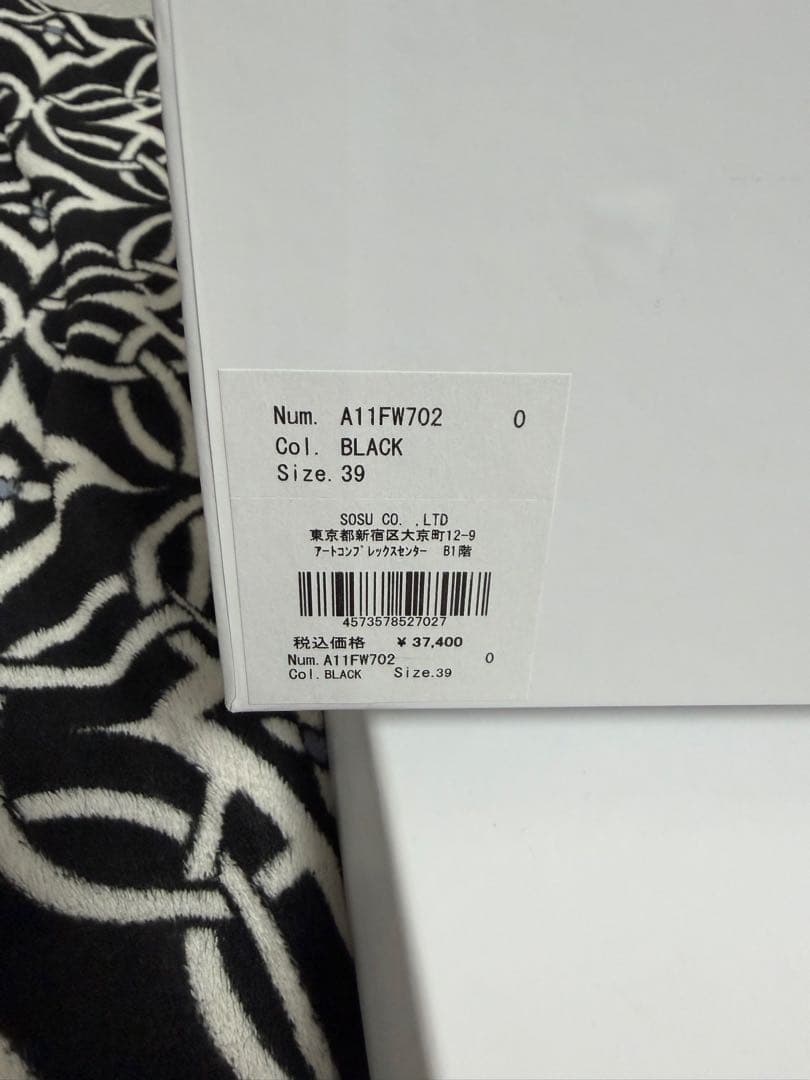 Num. A11FW702 0
Col. BLACK
Size. 39
SOSU CO. ,LTD
東京都新宿区大京町12-9
アートコンプレックスセンター B1階
4573578527027
税込価格 ¥ 37,400
Num. A11FW702 0
Col. BLACK Size. 39